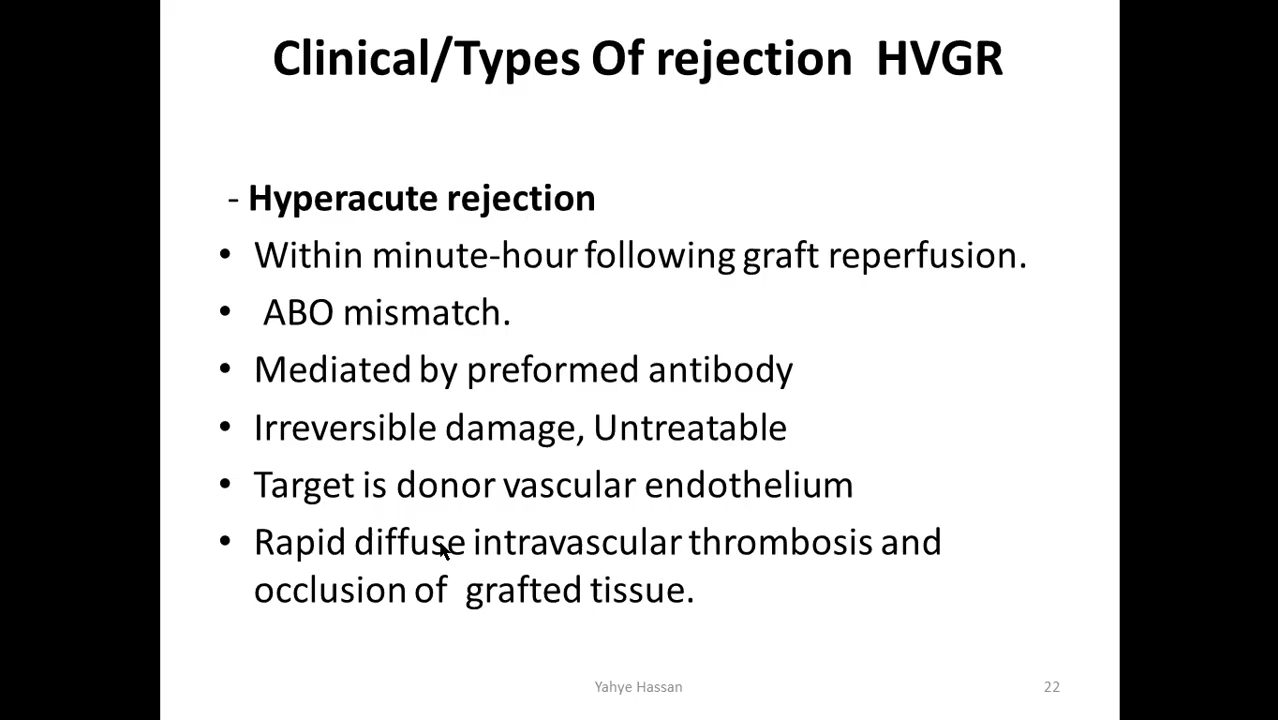 Clinical/Types Of rejection HVGR
- Hyperacute rejection
• Within minute-hour following graft reperfusion.
• ABO mismatch.
• Mediated by preformed antibody
• Irreversible damage, Untreatable
• Target is donor vascular endothelium
• Rapid diffuse intravascular thrombosis and
occlusion of grafted tissue.
Yahye Hassan
22